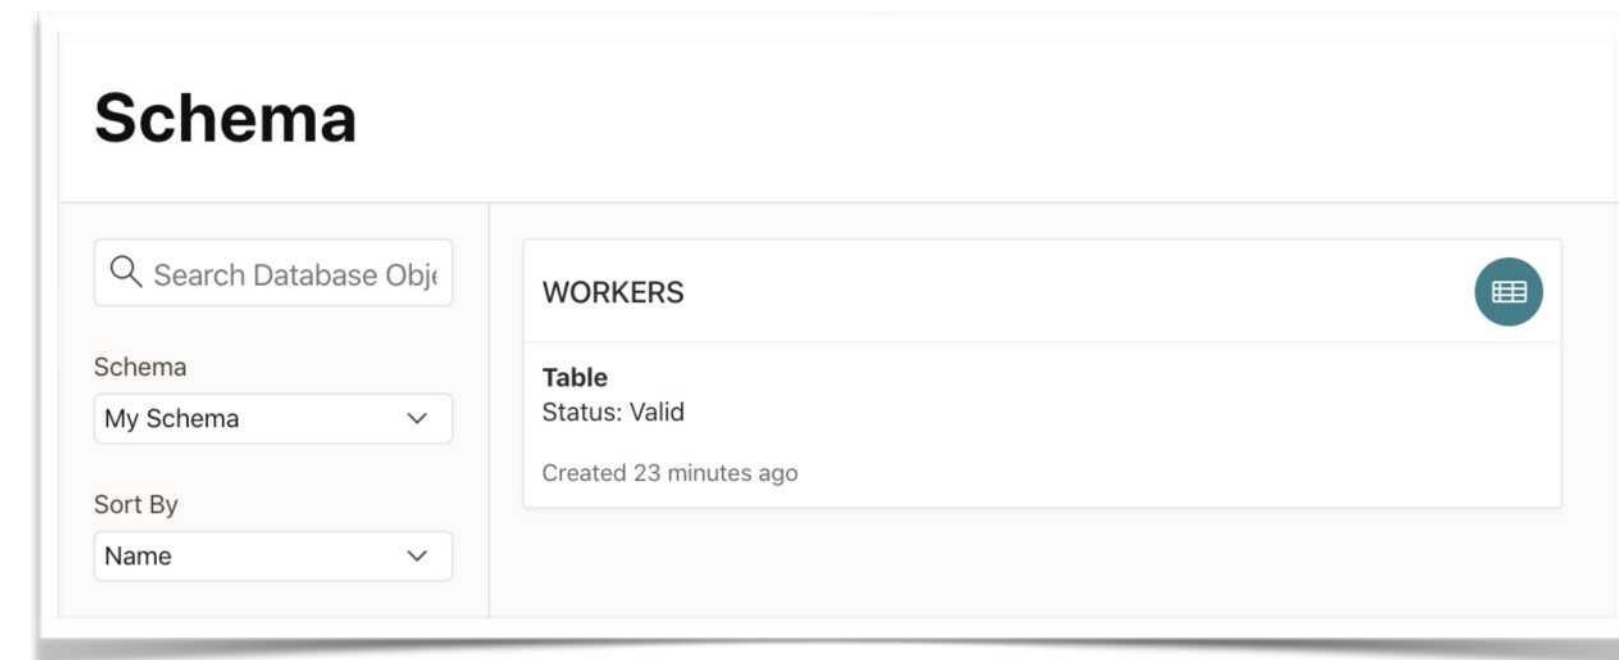 Schema
Search Database Obj
Schema
My Schema
Sort By
Name
WORKERS
Table
Status: Valid
Created 23 minutes ago